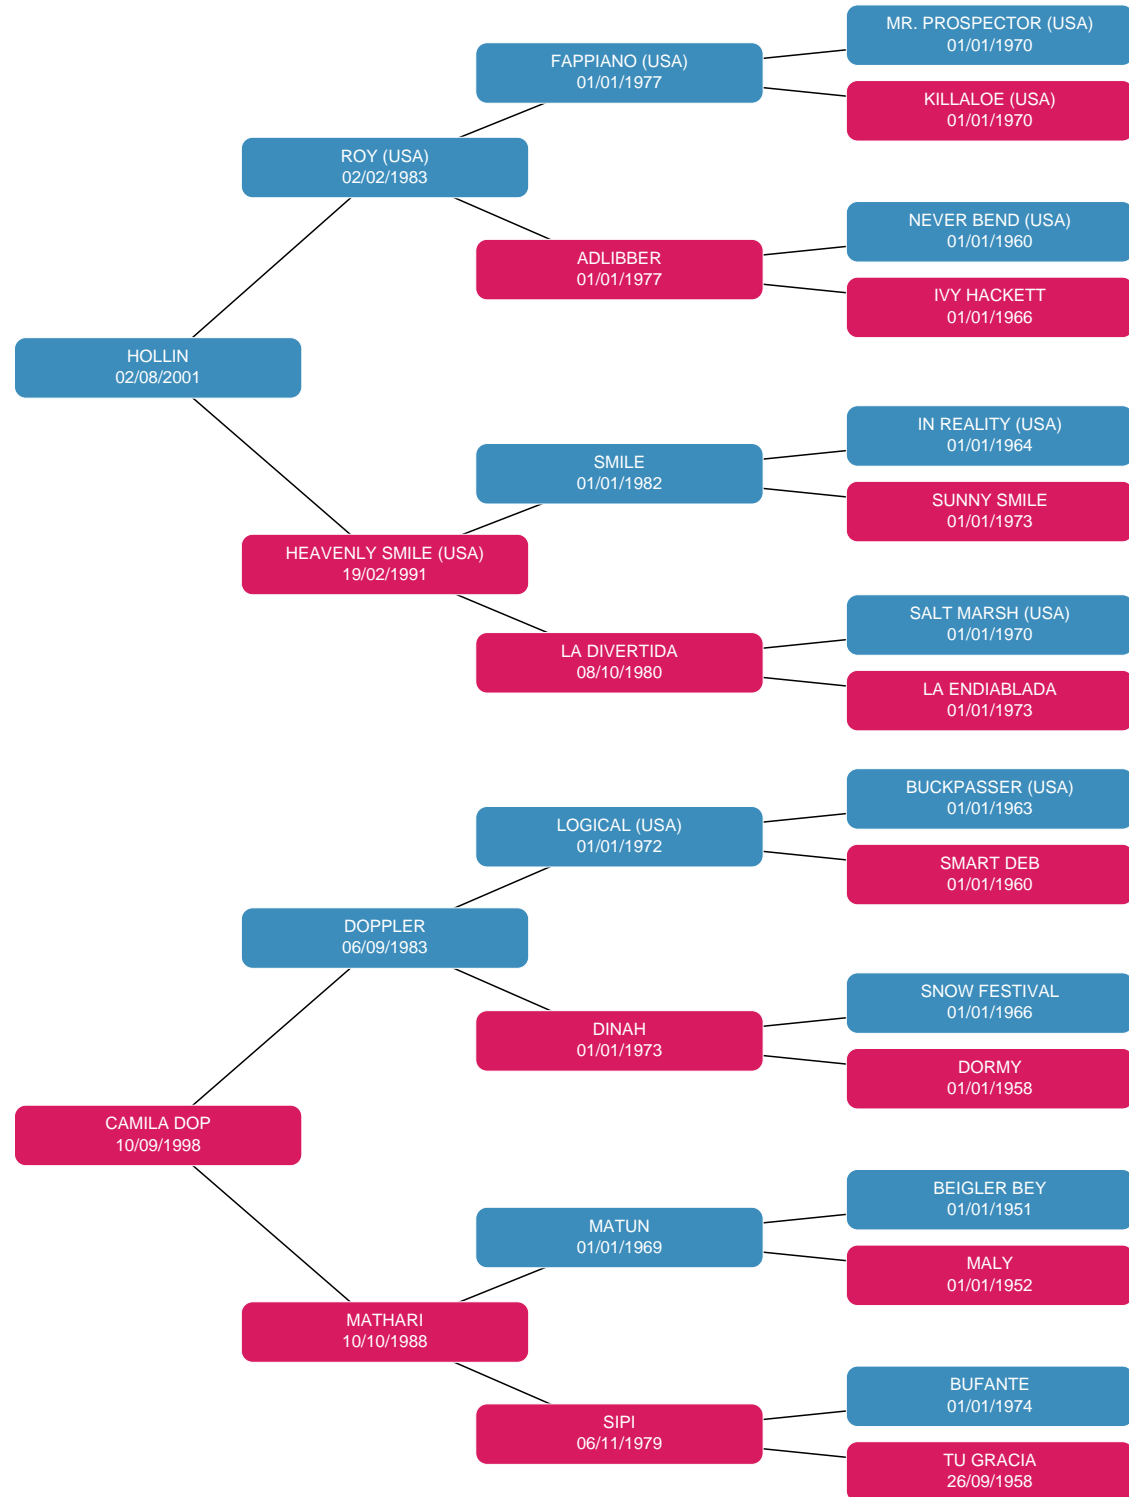 MR. PROSPECTOR (USA)
01/01/1970
FAPPIANO (USA)
01/01/1977
KILLALOE (USA)
01/01/1970
ROY (USA)
02/02/1983
NEVER BEND (USA)
01/01/1960
ADLIBBER
01/01/1977
IVY HACKETT
01/01/1966
HOLLIN
02/08/2001
IN REALITY (USA)
01/01/1964
SMILE
01/01/1982
SUNNY SMILE
01/01/1973
HEAVENLY SMILE (USA)
19/02/1991
SALT MARSH (USA)
01/01/1970
LA DIVERTIDA
08/10/1980
LA ENDIABLADA
01/01/1973
BUCKPASSER (USA)
01/01/1963
LOGICAL (USA)
01/01/1972
SMART DEB
01/01/1960
DOPPLER
06/09/1983
SNOW FESTIVAL
01/01/1966
DINAH
01/01/1973
DORMY
01/01/1958
CAMILA DOP
10/09/1998
BEIGLER BEY
01/01/1951
MATUN
01/01/1969
MALY
01/01/1952
MATHARI
10/10/1988
BUFANTE
01/01/1974
SIPI
06/11/1979
TU GRACIA
26/09/1958